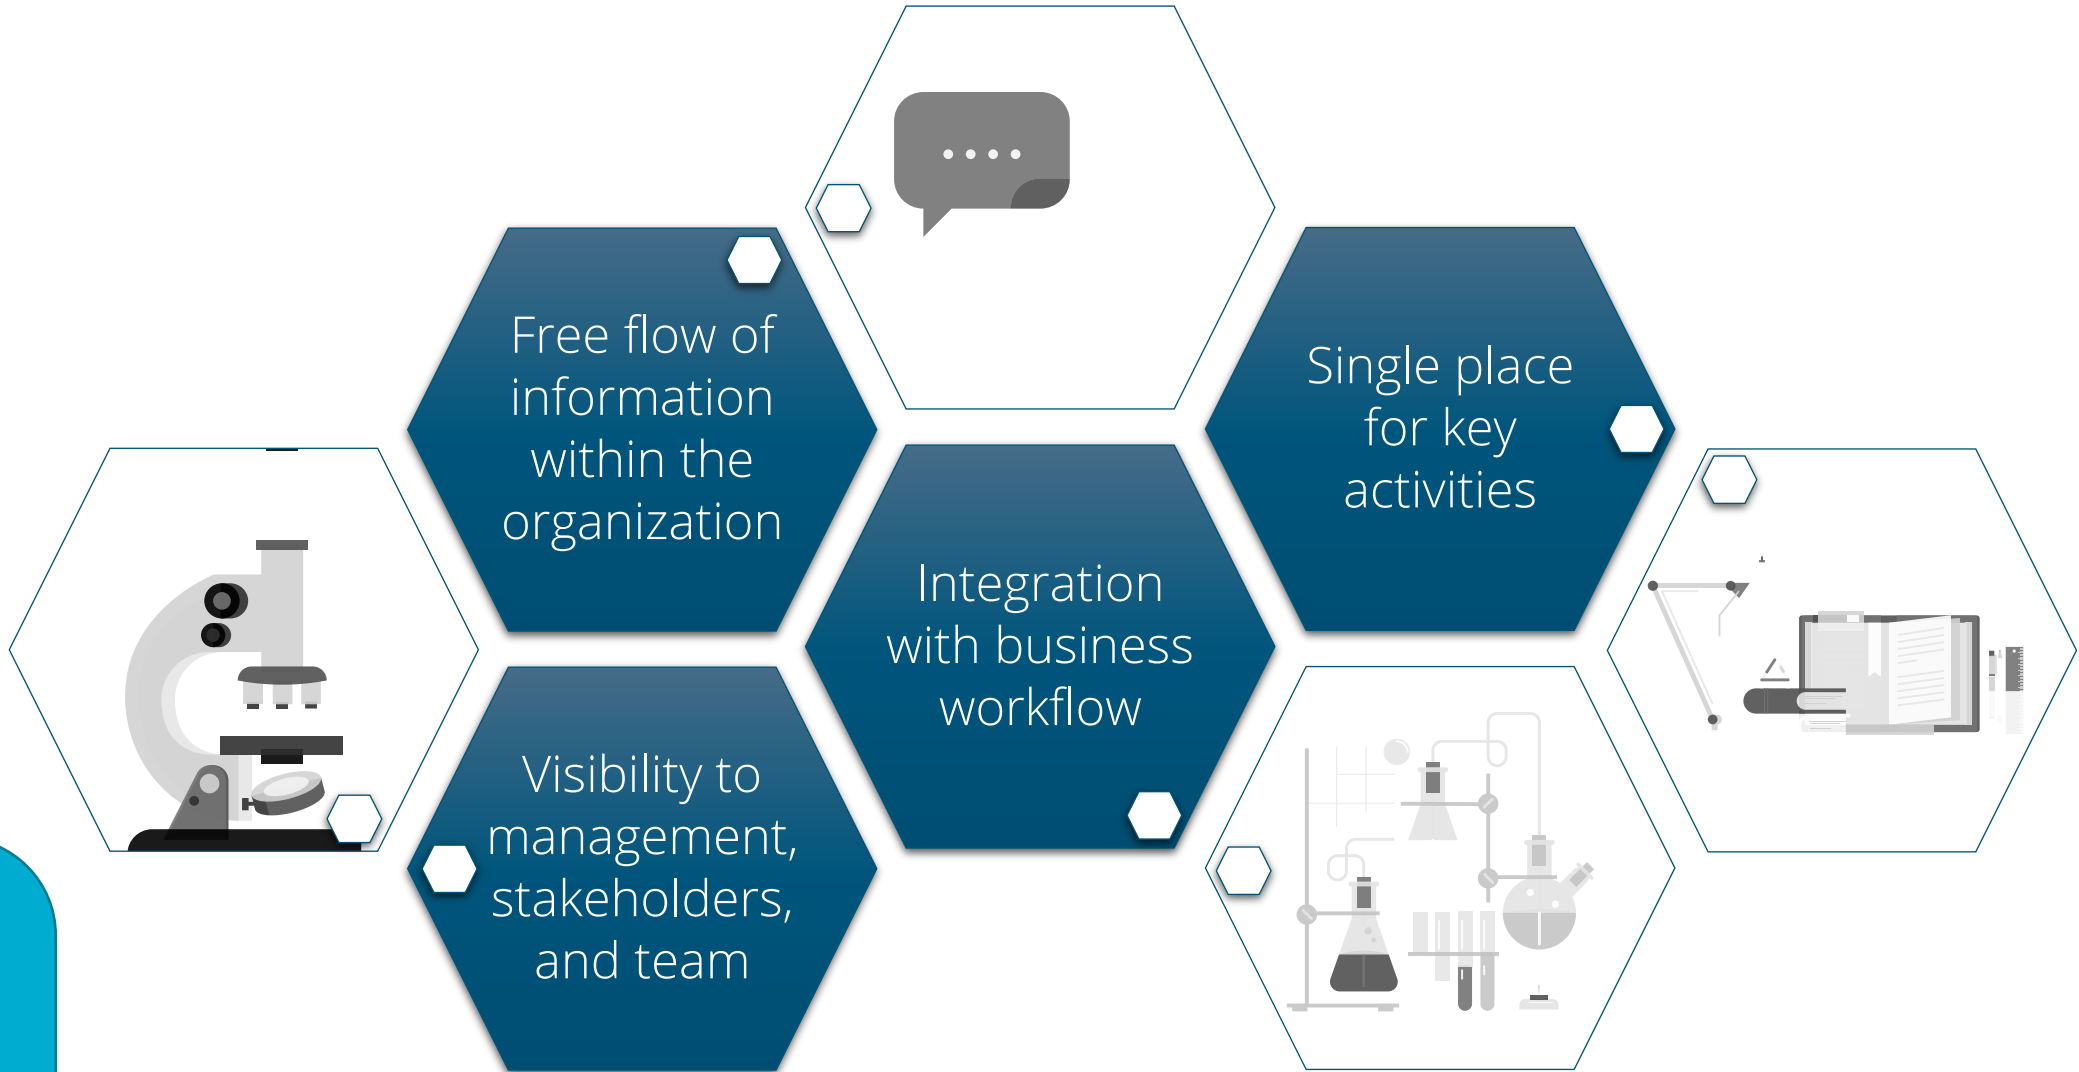 Free flow of
information
within the
organization
Single place
for key
activities
Integration
with business
workflow
Visibility to
management,
stakeholders,
and team